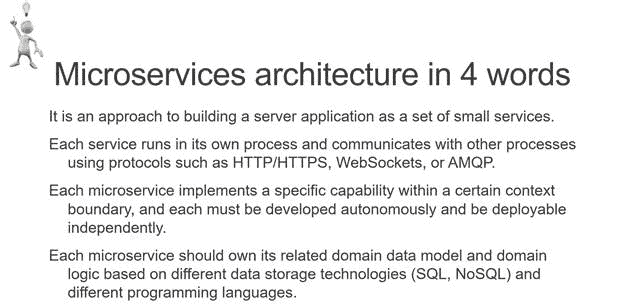 Microservices architecture in 4 words
It is an approach to building a server application as a set of small services.
Each service runs in its own process and communicates with other processes
using protocols such as HTTP/HTTPS, WebSockets, or AMQP.
Each microservice implements a specific capability within a certain context
boundary, and each must be developed autonomously and be deployable
independently.
Each microservice should own its related domain data model and domain
logic based on different data storage technologies (SQL, NoSQL) and
different programming languages.